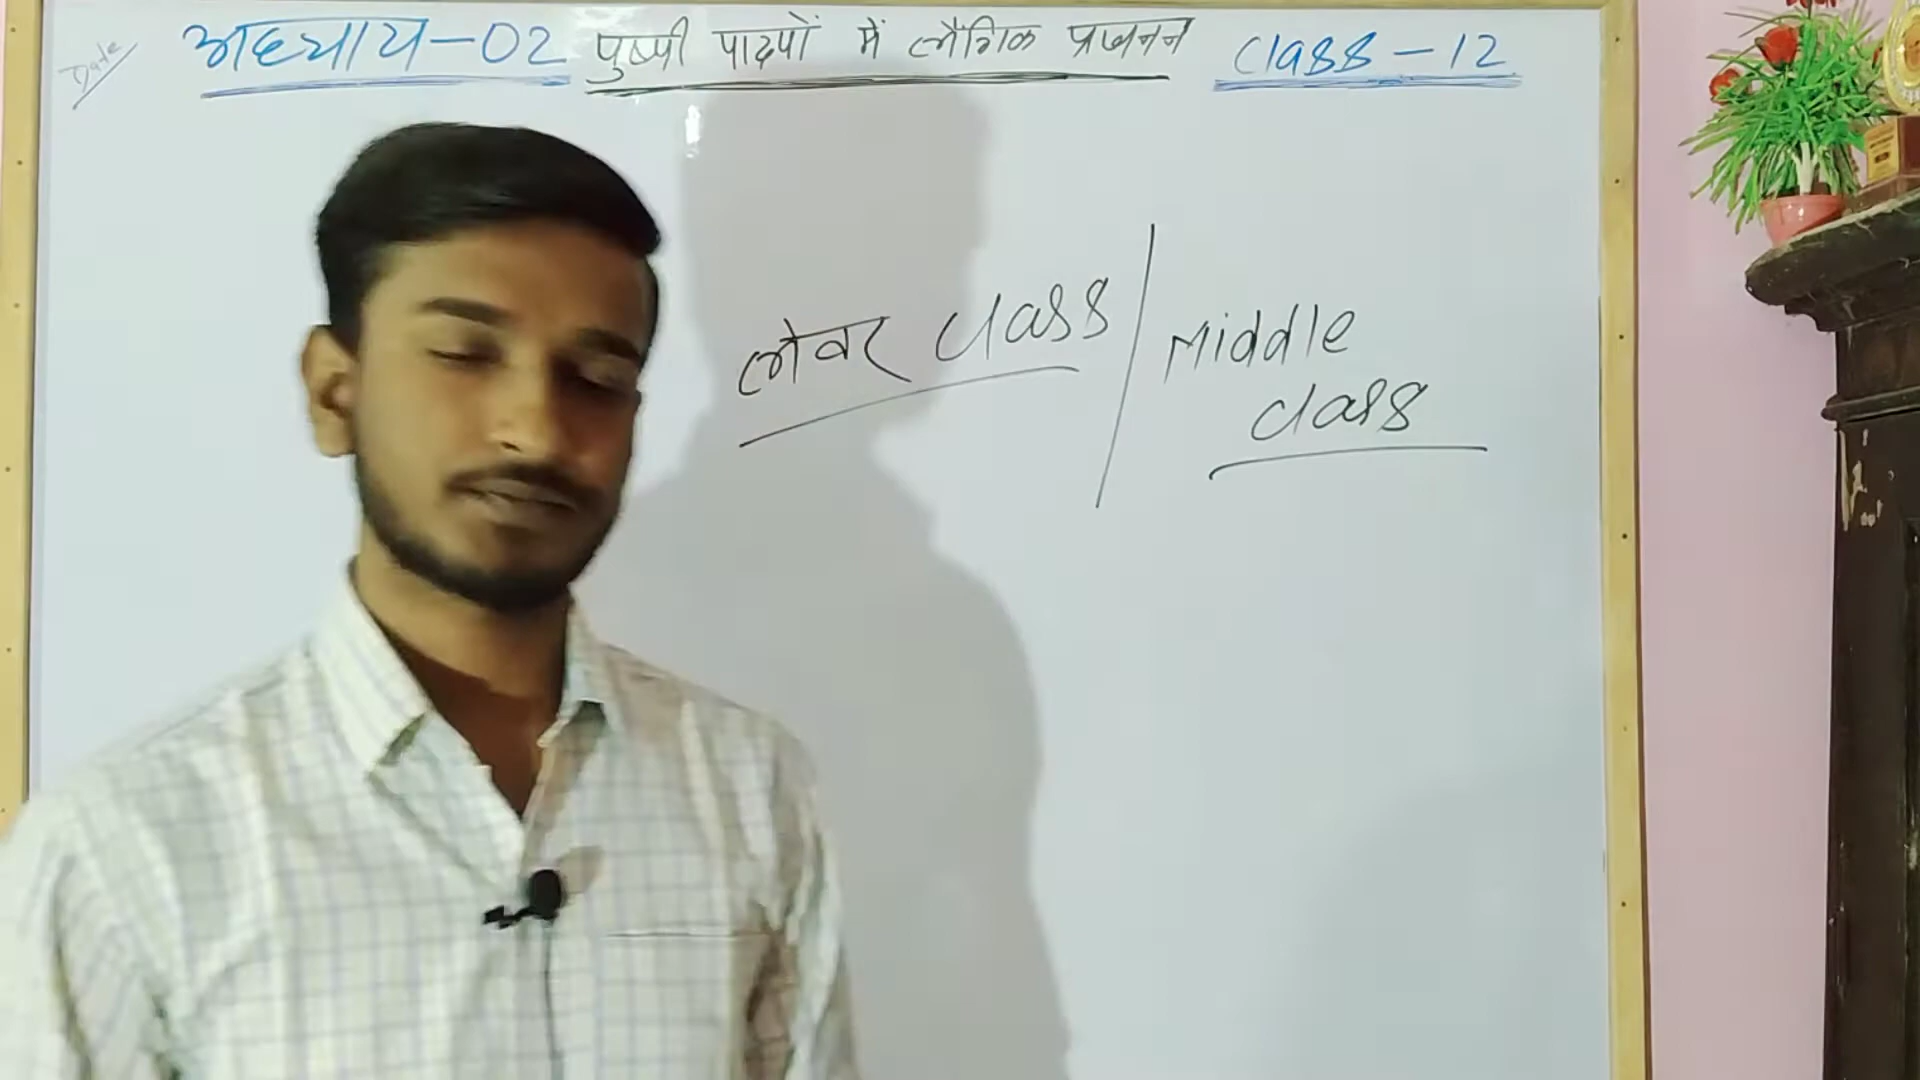 Date
अध्याय-02 पुष्पी पादपों में लैंगिक प्रजनन Class-12
लेवर Class / Middle
Class